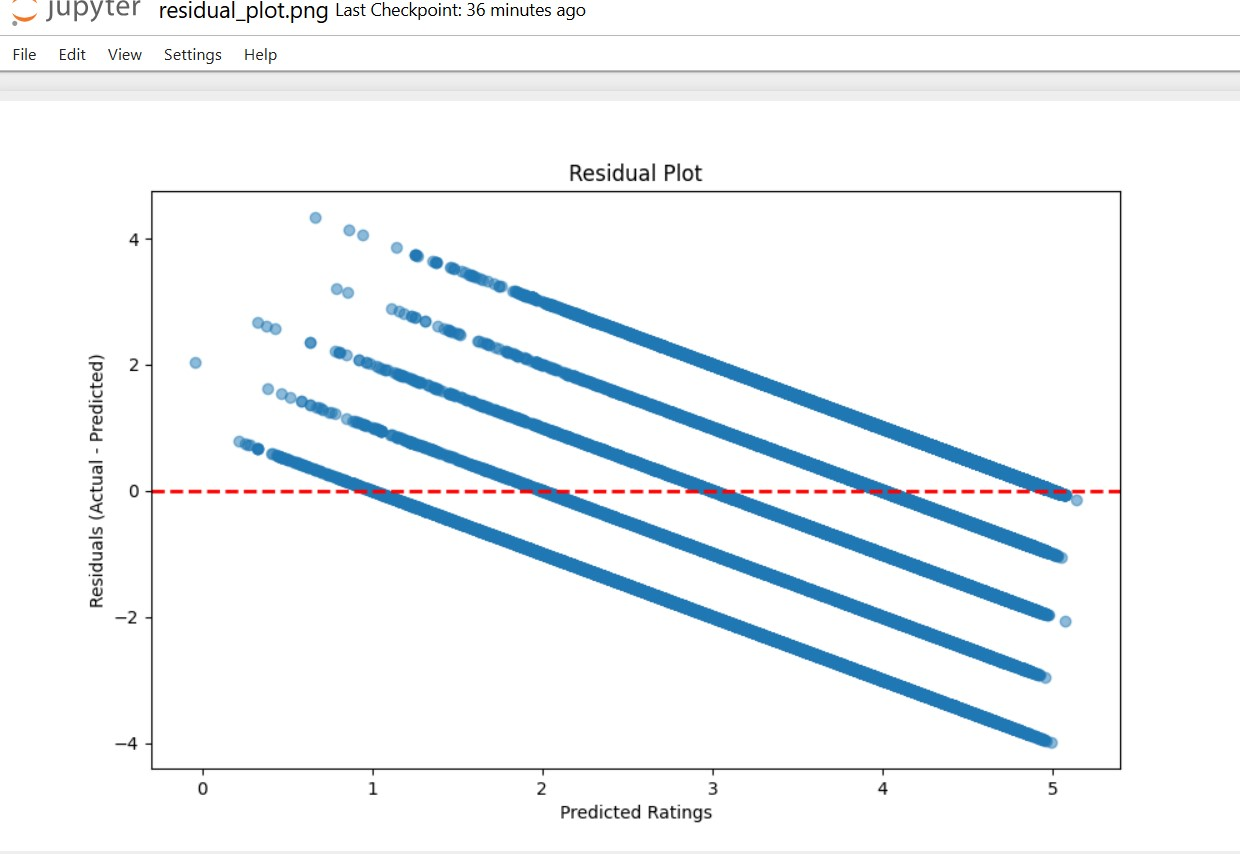 jupyter residual_plot.png Last Checkpoint: 36 minutes ago
File Edit View Settings Help
Residual Plot
Residuals (Actual - Predicted)
4
2
0
−2
−4
0 1 2 3 4 5
Predicted Ratings